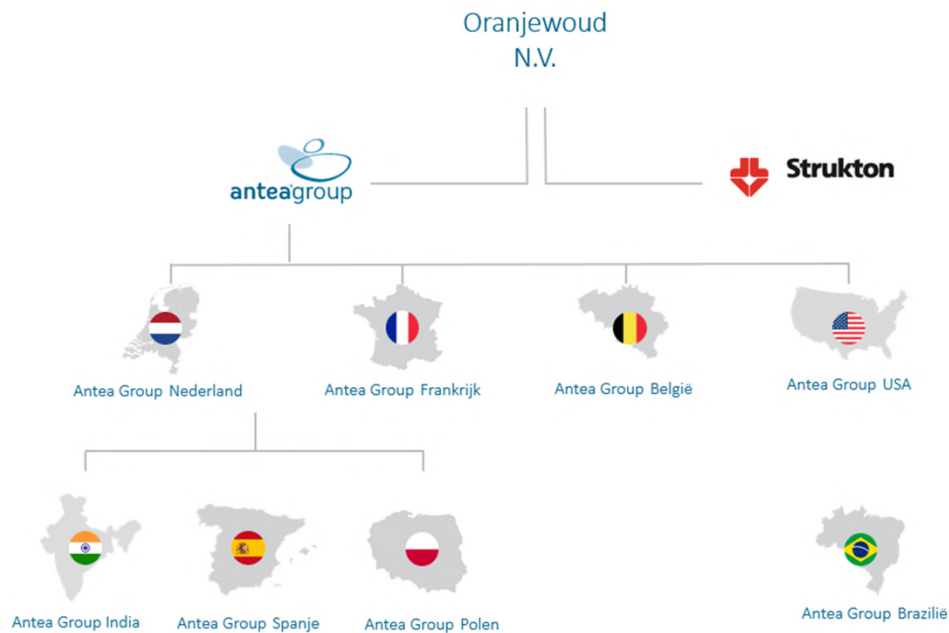 Oranjewoud
N.V.
anteagroup
Strukton
Antea Group Nederland
Antea Group Frankrijk
Antea Group België
Antea Group USA
Antea Group India
Antea Group Spanje
Antea Group Polen
Antea Group Brazilië